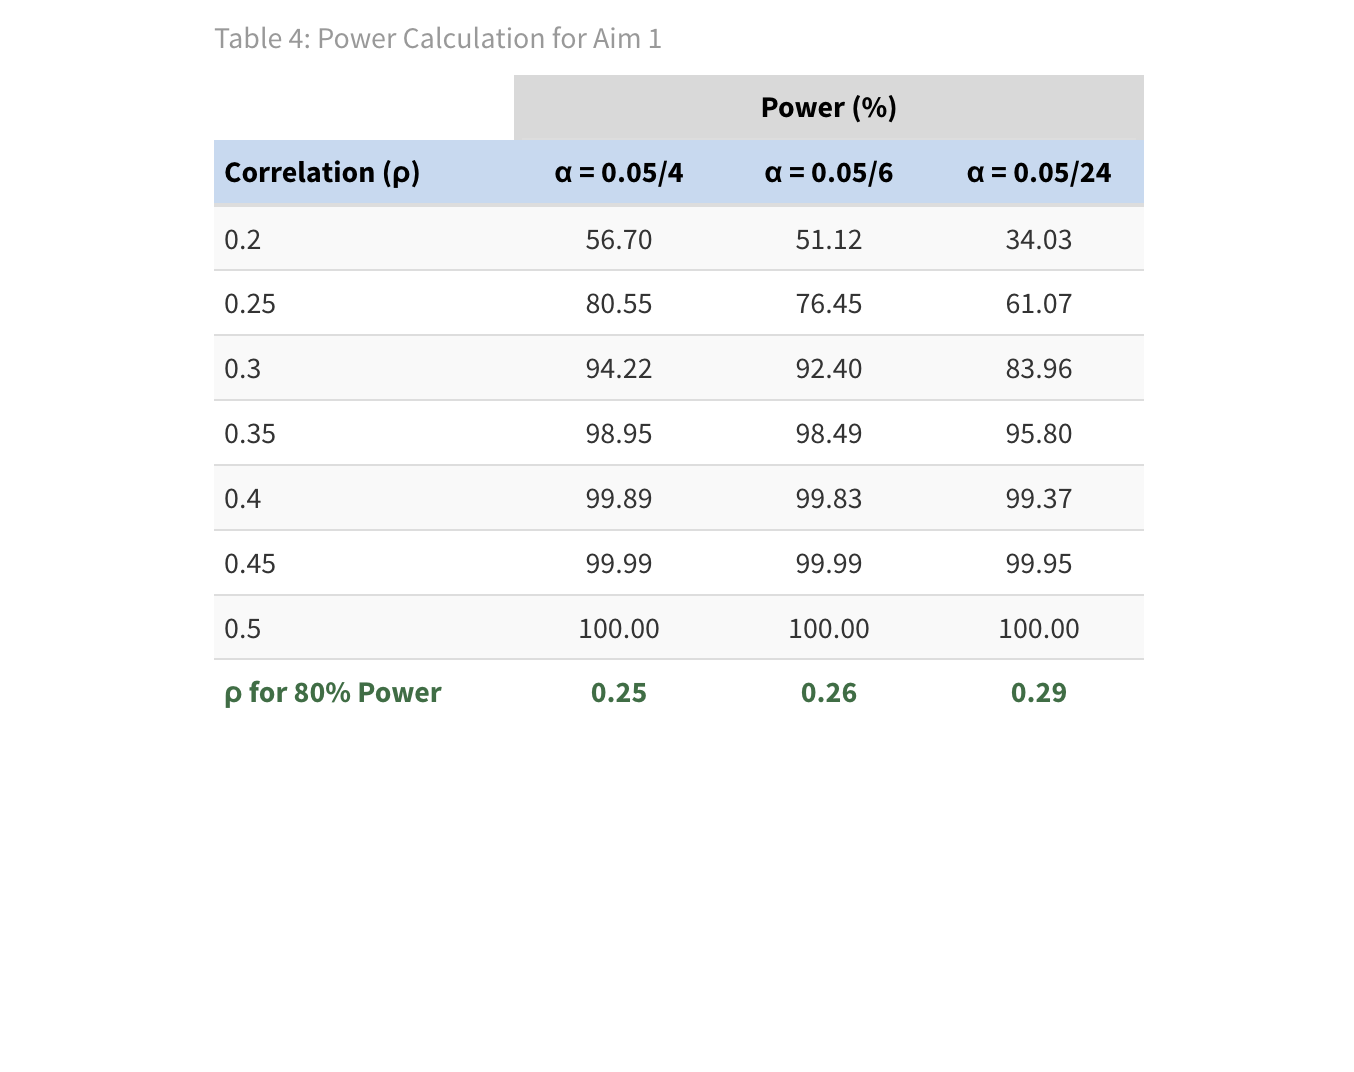 Table 4: Power Calculation for Aim 1
Power (%)
Correlation (ρ) α = 0.05/4 α = 0.05/6 α = 0.05/24
0.2 56.70 51.12 34.03
0.25 80.55 76.45 61.07
0.3 94.22 92.40 83.96
0.35 98.95 98.49 95.80
0.4 99.89 99.83 99.37
0.45 99.99 99.99 99.95
0.5 100.00 100.00 100.00
ρ for 80% Power 0.25 0.26 0.29